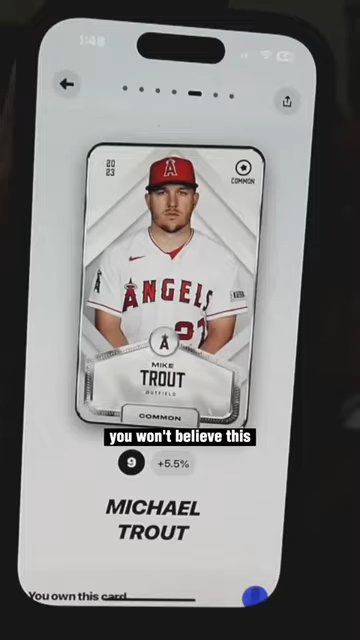 1:48
20
23
COMMON
A
ANGELS
A
MIKE
TROUT
OUTFIELD
COMMON
you won't believe this
9
+5.5%
MICHAEL
TROUT
You own this card